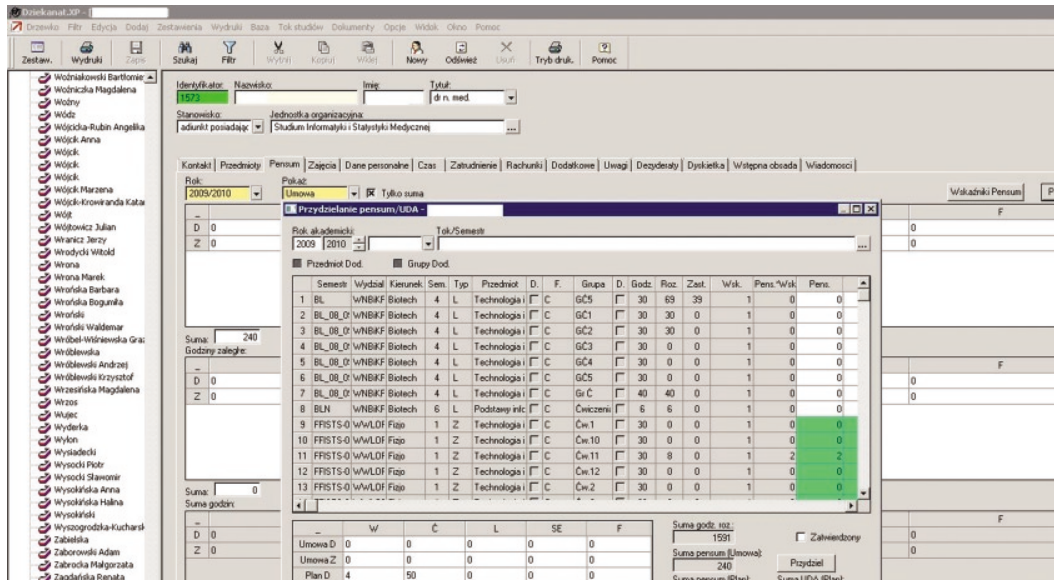 Dziekanat.XP - [
Drzewko Filtr Edycja Dodaj Zestawienia Wydruki Baza Tok studiów Dokumenty Opcje Widok Okno Pomoc
Zestaw. Wydruki Zapis Szukaj Filtr Wytnij Kopiuj Wklej Nowy Odśwież Usuń Tryb druk. Pomoc
Woźniakowski Bartłomie
Woźniczka Magdalena
Woźny
Wódz
Wójcicka-Rubin Angelika
Wójcik Anna
Wójcik
Wójcik
Wójcik
Wójcik Marzena
Wójcik-Krowiranda Katar
Wójt
Wójtowicz Julian
Wranicz Jerzy
Wrodycki Witold
Wrona
Wrona Marek
Wrońska Barbara
Wrońska Bogumiła
Wroński
Wroński Waldemar
Wróbel-Wiśniewska Graż
Wróblewska
Wróblewski Andrzej
Wróblewski Krzysztof
Wrzesińska Magdalena
Wrzos
Wujec
Wyderka
Wylon
Wysiadecki
Wysocki Piotr
Wysocki Sławomir
Wysokińska Anna
Wysokińska Halina
Wysokiński
Wyszogrodzka-Kucharsk
Zabielska
Zaborowski Adam
Zabrocka Małgorzata
Zagdańska Renata
Identyfikator: Nazwisko: Imię: Tytuł:
1573 dr n. med.
Stanowisko: Jednostka organizacyjna:
adiunkt posiadając Studium Informatyki i Statystyki Medycznej ...
Kontakt Przedmioty Pensum Zajęcia Dane personalne Czas Zatrudnienie Rachunki Dodatkowe Uwagi Dezyderaty Dyskietka Wstępna obsada Wiadomosci
Rok: Pokaż:
2009/2010 Umowa Tylko suma Wskaźniki Pensum P
_ F
D 0 0
Z 0 0
Suma: 240
Godziny zaległe:
_ F
D 0 0
Z 0 0
Suma: 0
Suma godzin:
_ F
D 0 0
Z 0 0
Przydzielanie pensum/UDA -
Rok akademicki: Tok/Semestr
2009 2010 ...
Przedmiot Dod. Grupy Dod.
Semestr Wydział Kierunek Sem. Typ Przedmiot D. F. Grupa D. Godz. Roz. Zast. Wsk. Pens.*Wsk Pens.
1 BL WNBiKF Biotech 4 L Technologia i C GĆ5 30 69 39 1 0 0
2 BL_08_0 WNBiKF Biotech 4 L Technologia i C GĆ1 30 30 0 1 0 0
3 BL_08_0 WNBiKF Biotech 4 L Technologia i C GĆ2 30 30 0 1 0 0
4 BL_08_0 WNBiKF Biotech 4 L Technologia i C GĆ3 30 0 0 1 0 0
5 BL_08_0 WNBiKF Biotech 4 L Technologia i C GĆ4 30 0 0 1 0 0
6 BL_08_0 WNBiKF Biotech 4 L Technologia i C GĆ5 30 0 0 1 0 0
7 BL_08_0 WNBiKF Biotech 4 L Technologia i C Gr Ć 40 40 0 1 0 0
8 BLN WNBiKF Biotech 6 L Podstawy info C Ćwiczenia 6 6 0 1 0 0
9 FFISTS-0 WWLOF Fizjo 1 Z Technologia i C Ćw.1 30 0 0 1 0 0
10 FFISTS-0 WWLOF Fizjo 1 Z Technologia i C Ćw.10 30 0 0 1 0 0
11 FFISTS-0 WWLOF Fizjo 1 Z Technologia i C Ćw.11 30 8 0 1 2 2
12 FFISTS-0 WWLOF Fizjo 1 Z Technologia i C Ćw.12 30 0 0 1 0 0
13 FFISTS-0 WWLOF Fizjo 1 Z Technologia i C Ćw.2 30 0 0 1 0 0
_ W Ć L SE F
Umowa D 0 0 0 0 0
Umowa Z 0 0 0 0 0
Plan D 4 50 0 0 0
Suma godz. roz.:
1591 Zatwierdzony
Suma pensum (Umowa):
240 Przydziel
Suma pensum (Plan): Suma UDA (Plan):